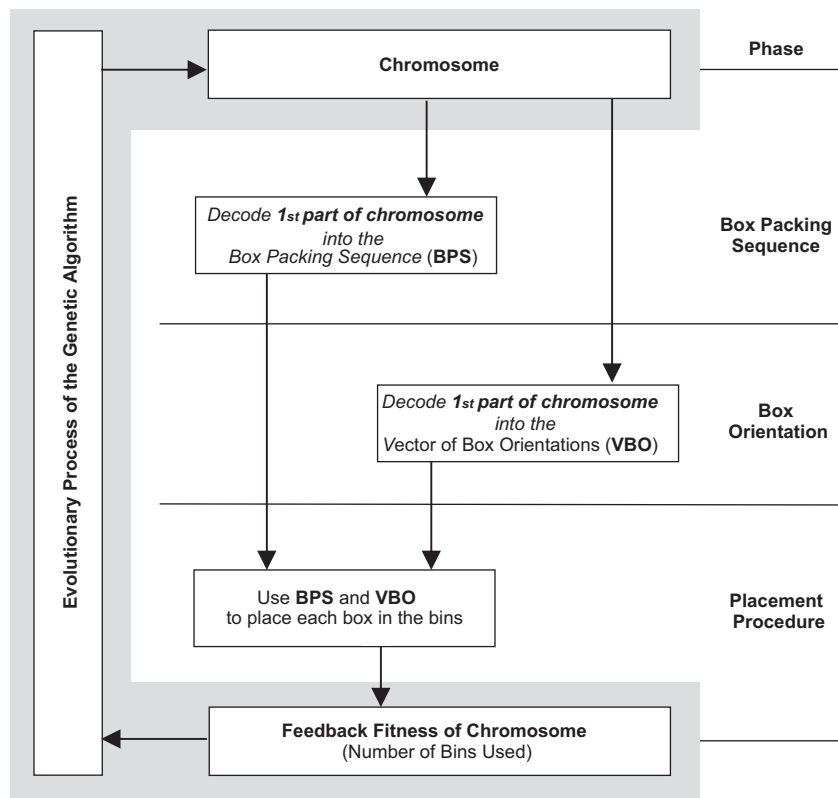 Chromosome
Phase
Decode 1st part of chromosome
into the
Box Packing Sequence (BPS)
Box Packing
Sequence
Evolutionary Process of the Genetic Algorithm
Decode 1st part of chromosome
into the
Vector of Box Orientations (VBO)
Box
Orientation
Use BPS and VBO
to place each box in the bins
Placement
Procedure
Feedback Fitness of Chromosome
(Number of Bins Used)